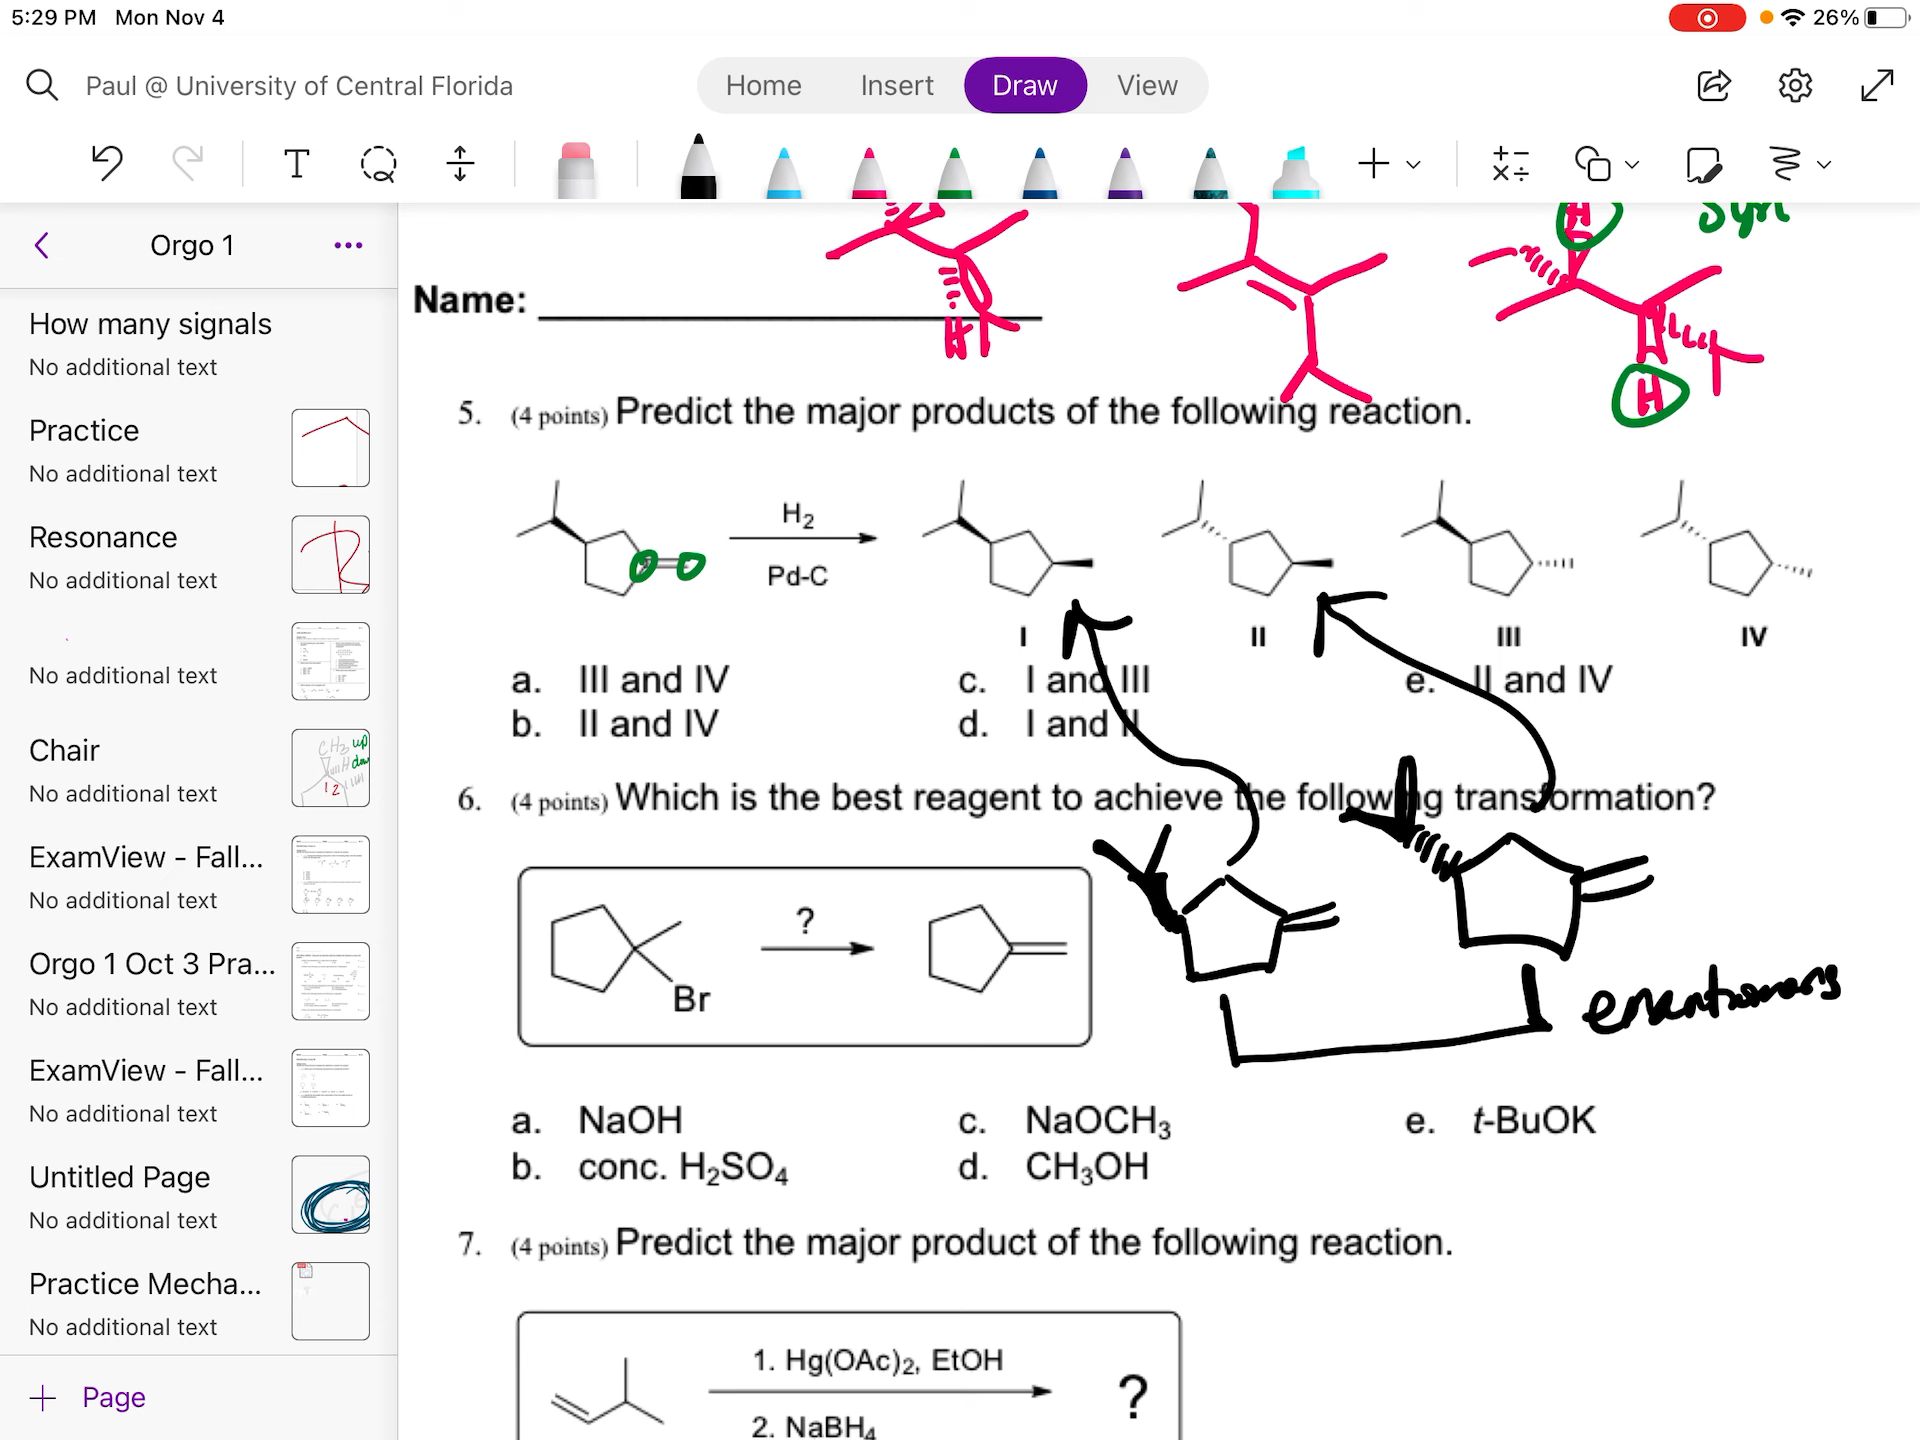 5:29 PM Mon Nov 4
26%
Paul @ University of Central Florida
Home Insert Draw View
T
Orgo 1
How many signals
No additional text
Practice
No additional text
Resonance
No additional text
No additional text
Chair
No additional text
ExamView - Fall...
No additional text
Orgo 1 Oct 3 Pra...
No additional text
ExamView - Fall...
No additional text
Untitled Page
No additional text
Practice Mecha...
No additional text
+ Page
H
Syn
Name:
H
H
5. (4 points) Predict the major products of the following reaction.
H₂
Pd-C
I II III IV
a. III and IV c. I and III e. II and IV
b. II and IV d. I and II
6. (4 points) Which is the best reagent to achieve the following transformation?
?
Br
enantiomers
a. NaOH c. NaOCH₃ e. t-BuOK
b. conc. H₂SO₄ d. CH₃OH
7. (4 points) Predict the major product of the following reaction.
1. Hg(OAc)₂, EtOH
?
2. NaBH₄